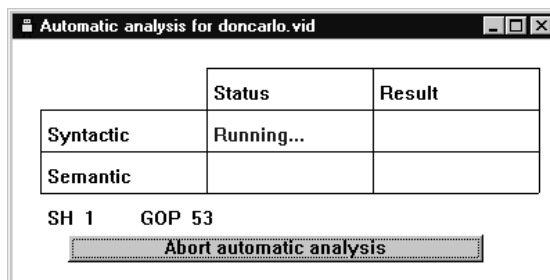 Automatic analysis for doncarlo.vid
Status Result
Syntactic Running...
Semantic
SH 1 GOP 53
Abort automatic analysis